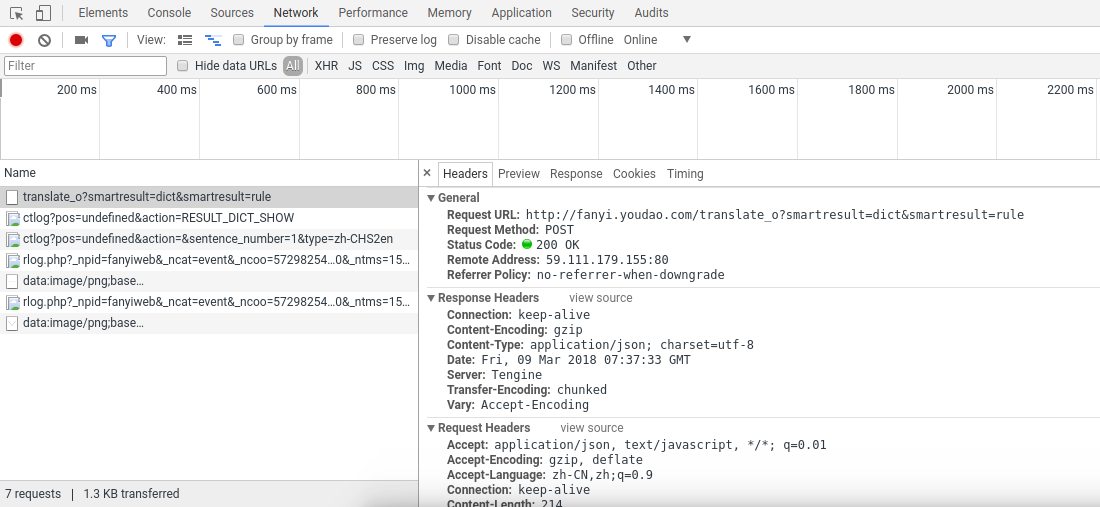 Elements Console Sources Network Performance Memory Application Security Audits
View: Group by frame Preserve log Disable cache Offline Online
Filter Hide data URLs All XHR JS CSS Img Media Font Doc WS Manifest Other
200 ms 400 ms 600 ms 800 ms 1000 ms 1200 ms 1400 ms 1600 ms 1800 ms 2000 ms 2200 ms
Name
translate_o?smartresult=dict&smartresult=rule
ctlog?pos=undefined&action=RESULT_DICT_SHOW
ctlog?pos=undefined&action=&sentence_number=1&type=zh-CHS2en
rlog.php?_npid=fanyiweb&_ncat=event&_ncoo=57298254…0&_ntms=15…
data:image/png;base…
rlog.php?_npid=fanyiweb&_ncat=event&_ncoo=57298254…0&_ntms=15…
data:image/png;base…
7 requests | 1.3 KB transferred
× Headers Preview Response Cookies Timing
General
Request URL: http://fanyi.youdao.com/translate_o?smartresult=dict&smartresult=rule
Request Method: POST
Status Code: 200 OK
Remote Address: 59.111.179.155:80
Referrer Policy: no-referrer-when-downgrade
Response Headers view source
Connection: keep-alive
Content-Encoding: gzip
Content-Type: application/json; charset=utf-8
Date: Fri, 09 Mar 2018 07:37:33 GMT
Server: Tengine
Transfer-Encoding: chunked
Vary: Accept-Encoding
Request Headers view source
Accept: application/json, text/javascript, */*; q=0.01
Accept-Encoding: gzip, deflate
Accept-Language: zh-CN,zh;q=0.9
Connection: keep-alive
Content-Length: 214